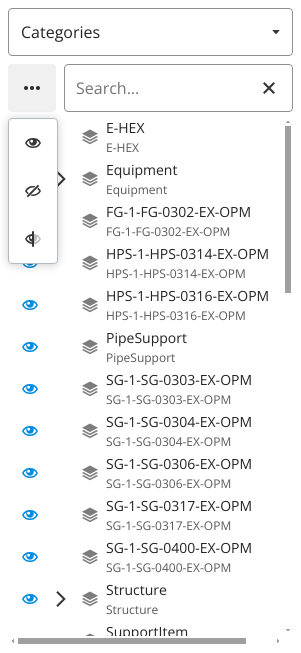 Categories
Search...
E-HEX
E-HEX
Equipment
Equipment
FG-1-FG-0302-EX-OPM
FG-1-FG-0302-EX-OPM
HPS-1-HPS-0314-EX-OPM
HPS-1-HPS-0314-EX-OPM
HPS-1-HPS-0316-EX-OPM
HPS-1-HPS-0316-EX-OPM
PipeSupport
PipeSupport
SG-1-SG-0303-EX-OPM
SG-1-SG-0303-EX-OPM
SG-1-SG-0304-EX-OPM
SG-1-SG-0304-EX-OPM
SG-1-SG-0306-EX-OPM
SG-1-SG-0306-EX-OPM
SG-1-SG-0317-EX-OPM
SG-1-SG-0317-EX-OPM
SG-1-SG-0400-EX-OPM
SG-1-SG-0400-EX-OPM
Structure
Structure
SupportItem